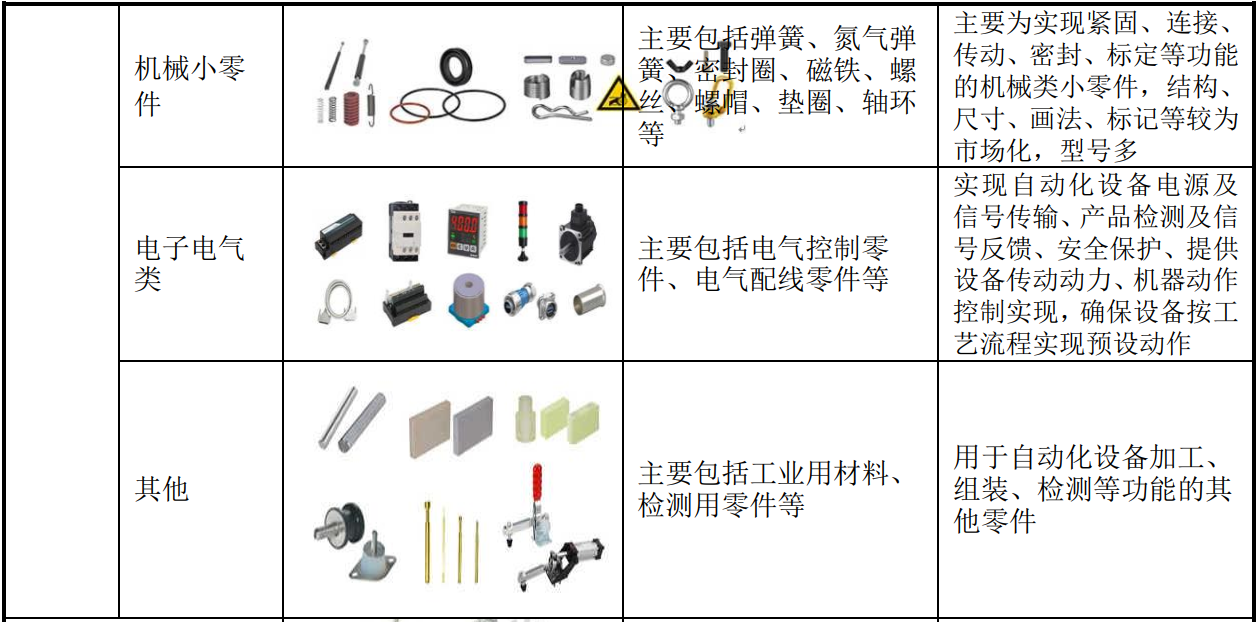 机械小零
件
主要包括弹簧、氮气弹
簧、密封圈、磁铁、螺
丝、螺帽、垫圈、轴环
等
主要为实现紧固、连接、
传动、密封、标定等功能
的机械类小零件，结构、
尺寸、画法、标记等较为
市场化，型号多
电子电气
类
4.00.0
主要包括电气控制零
件、电气配线零件等
实现自动化设备电源及
信号传输、产品检测及信
号反馈、安全保护、提供
设备传动动力、机器动作
控制实现，确保设备按工
艺流程实现预设动作
其他
主要包括工业用材料、
检测用零件等
用于自动化设备加工、
组装、检测等功能的其
他零件